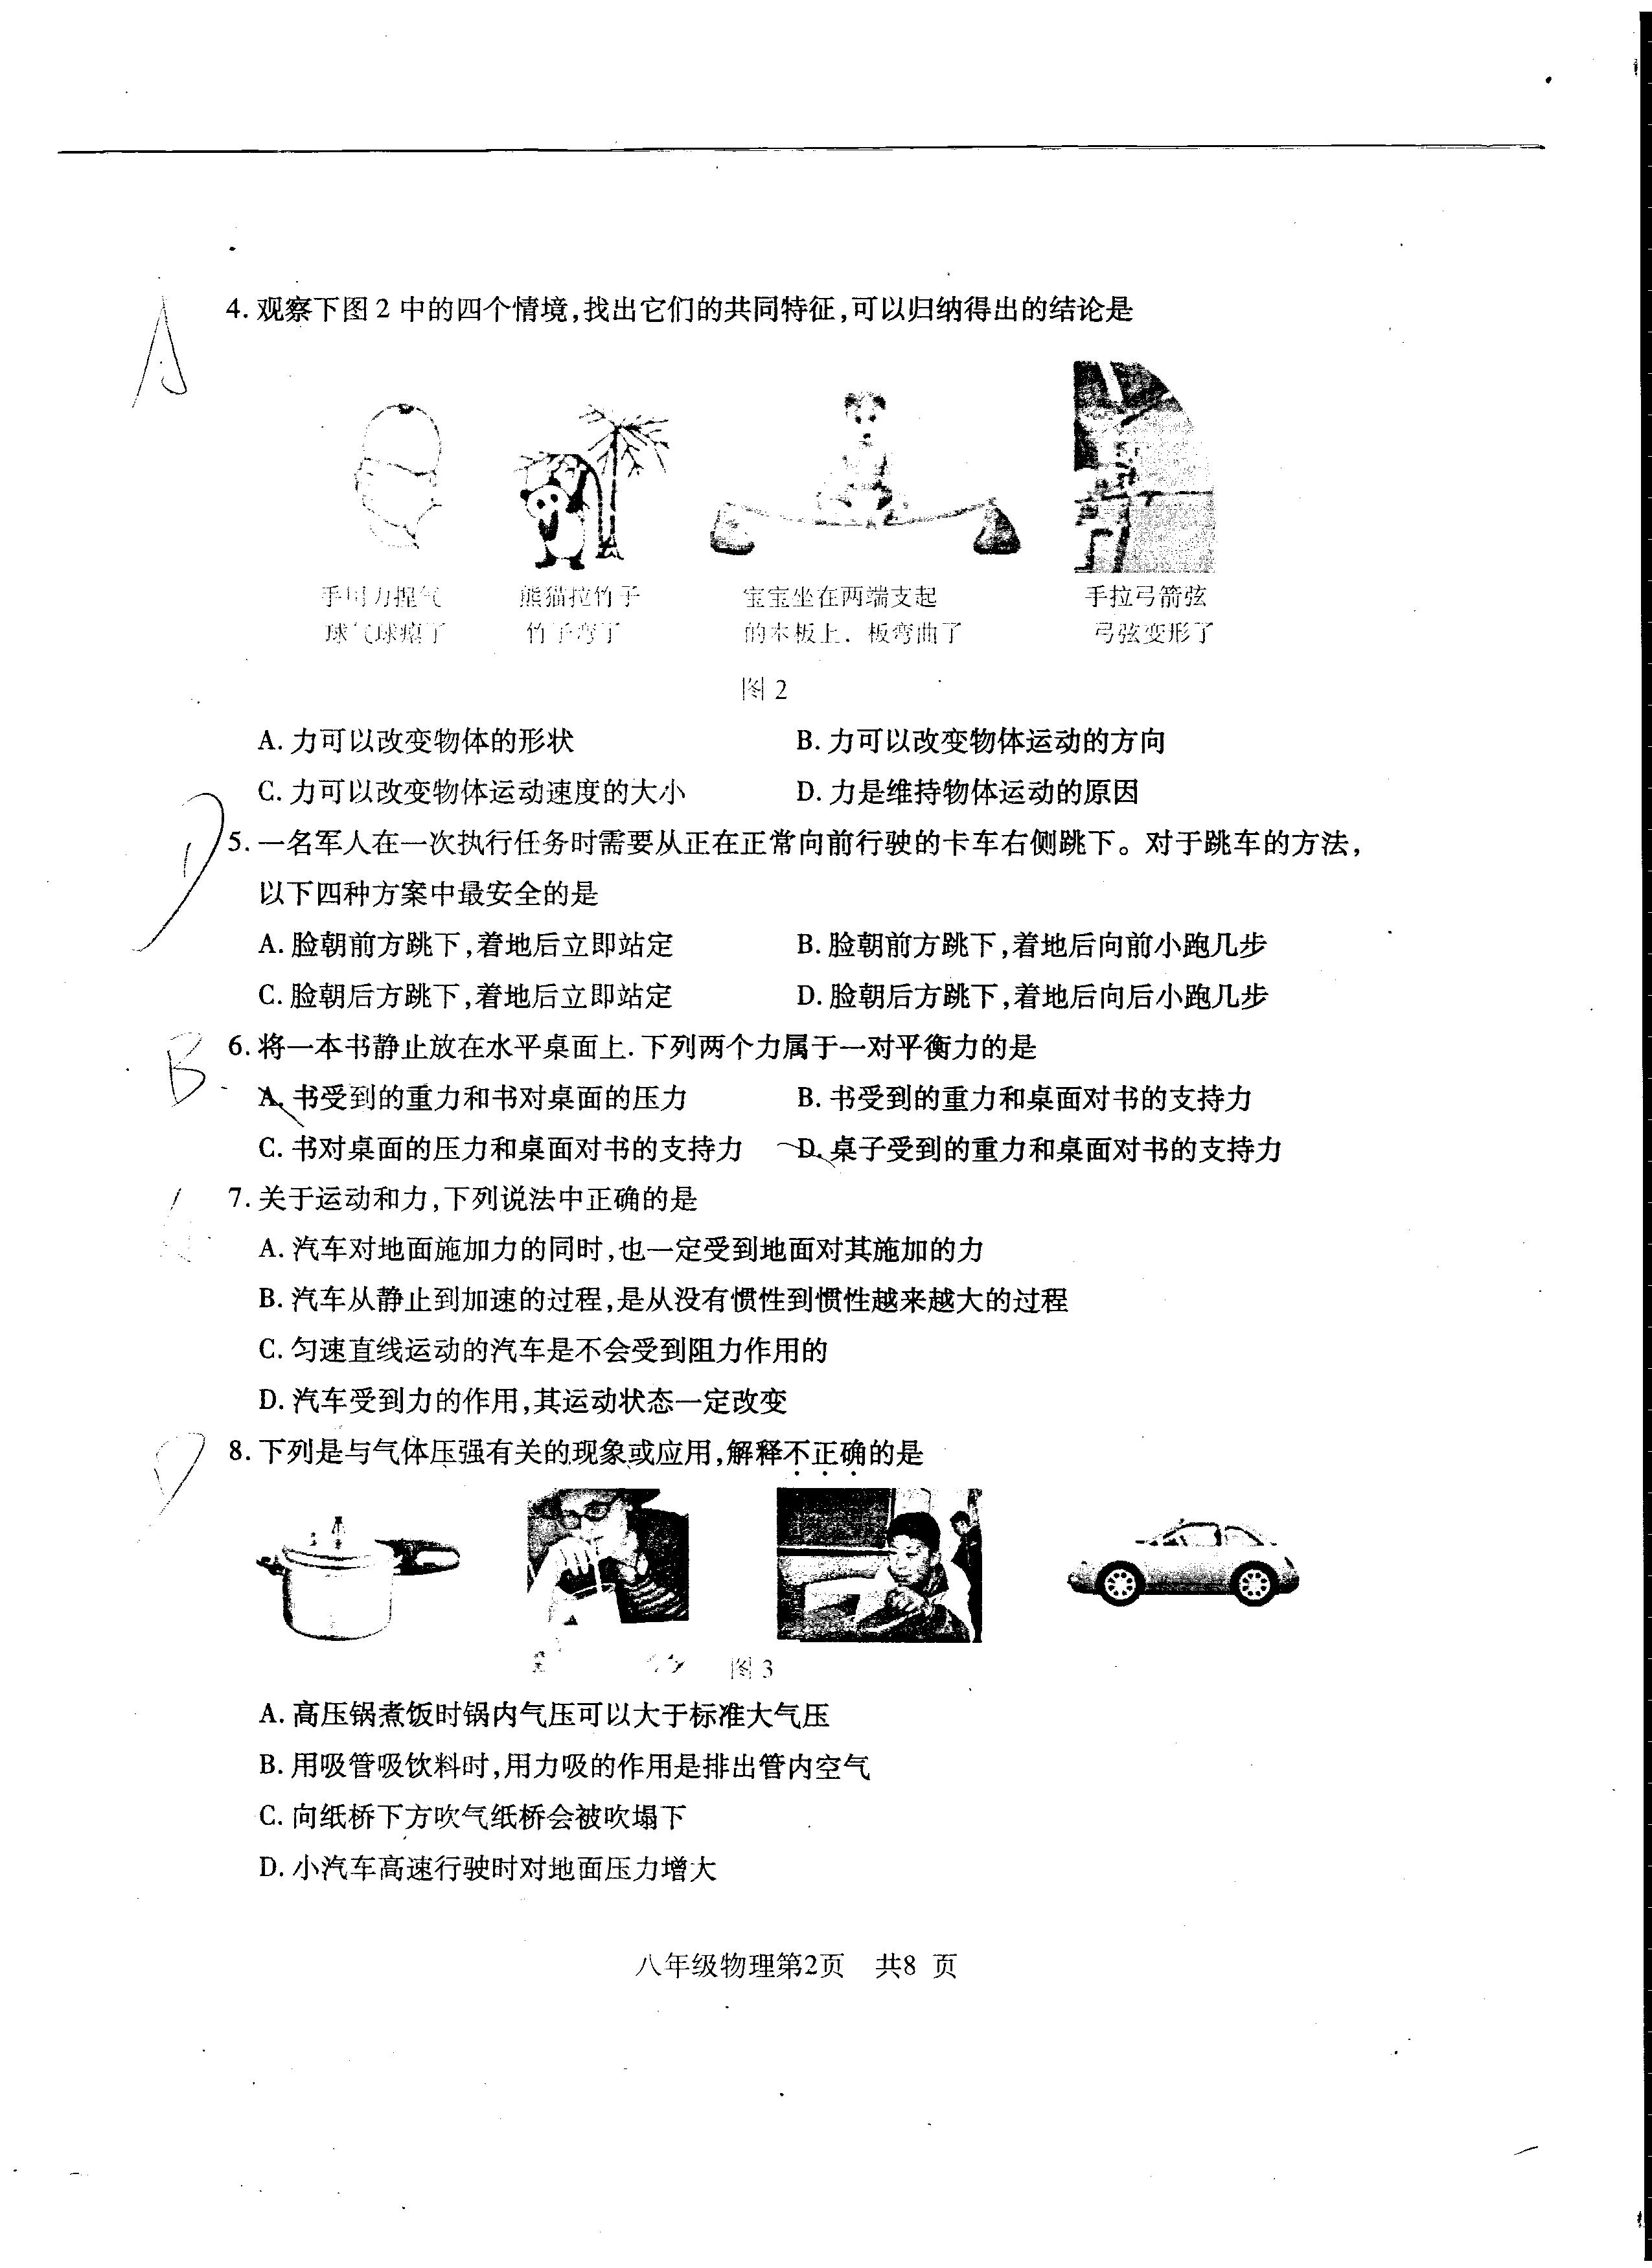 A
4. 观察下图 2 中的四个情境,找出它们的共同特征,可以归纳得出的结论是
手用力捏气
球气球瘪了
熊猫拉竹子
竹子弯了
宝宝坐在两端支起
的木板上．板弯曲了
手拉弓箭弦
弓弦变形了
图 2
A. 力可以改变物体的形状
B. 力可以改变物体运动的方向
C. 力可以改变物体运动速度的大小
D. 力是维持物体运动的原因
D
5. 一名军人在一次执行任务时需要从正在正常向前行驶的卡车右侧跳下。对于跳车的方法,
以下四种方案中最安全的是
A. 脸朝前方跳下,着地后立即站定
B. 脸朝前方跳下,着地后向前小跑几步
C. 脸朝后方跳下,着地后立即站定
D. 脸朝后方跳下,着地后向后小跑几步
B
6. 将一本书静止放在水平桌面上. 下列两个力属于一对平衡力的是
A. 书受到的重力和书对桌面的压力
B. 书受到的重力和桌面对书的支持力
C. 书对桌面的压力和桌面对书的支持力
D. 桌子受到的重力和桌面对书的支持力
7. 关于运动和力,下列说法中正确的是
A. 汽车对地面施加力的同时,也一定受到地面对其施加的力
B. 汽车从静止到加速的过程,是从没有惯性到惯性越来越大的过程
C. 匀速直线运动的汽车是不会受到阻力作用的
D. 汽车受到力的作用,其运动状态一定改变
D
8. 下列是与气体压强有关的现象或应用,解释不正确的是
图 3
A. 高压锅煮饭时锅内气压可以大于标准大气压
B. 用吸管吸饮料时,用力吸的作用是排出管内空气
C. 向纸桥下方吹气纸桥会被吹塌下
D. 小汽车高速行驶时对地面压力增大
八年级物理第2页 共8 页